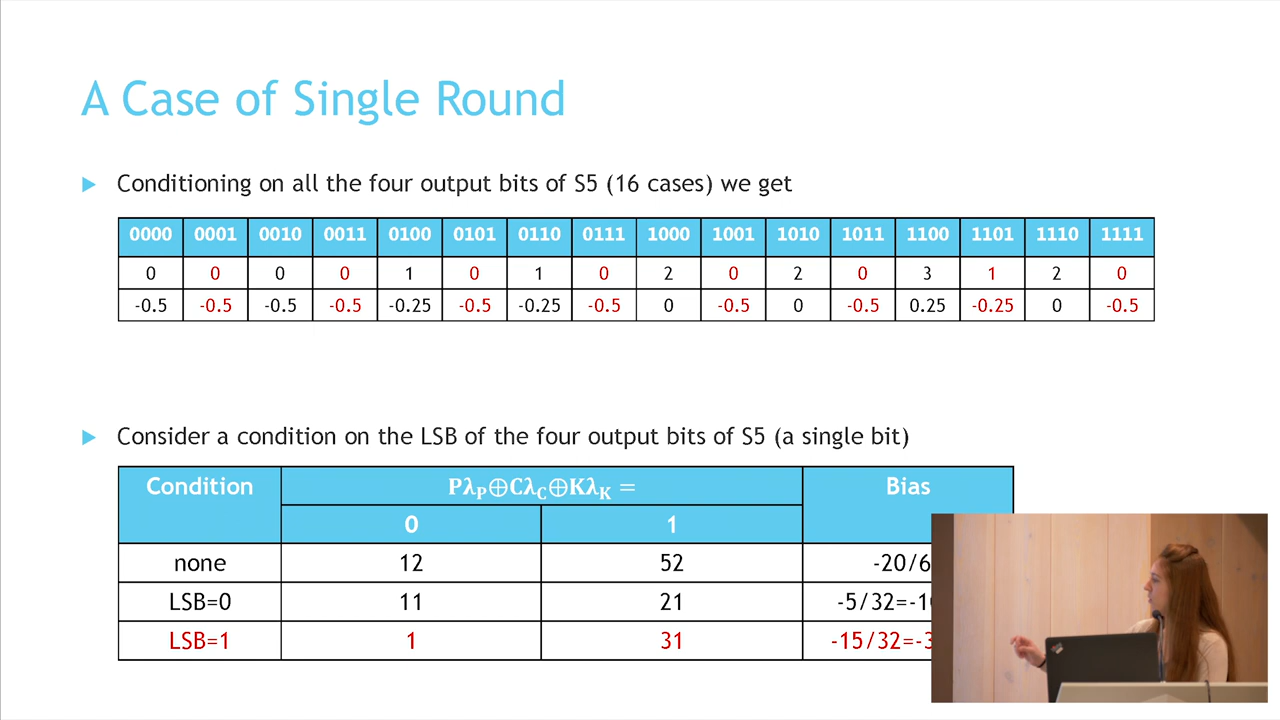 A Case of Single Round
Conditioning on all the four output bits of S5 (16 cases) we get
0000 0001 0010 0011 0100 0101 0110 0111 1000 1001 1010 1011 1100 1101 1110 1111
0 0 0 0 1 0 1 0 2 0 2 0 3 1 2 0
-0.5 -0.5 -0.5 -0.5 -0.25 -0.5 -0.25 -0.5 0 -0.5 0 -0.5 0.25 -0.25 0 -0.5
Consider a condition on the LSB of the four output bits of S5 (a single bit)
Condition Pλ_P⊕Cλ_C⊕Kλ_K = Bias
0 1
none 12 52 -20/6
LSB=0 11 21 -5/32=-1
LSB=1 1 31 -15/32=-3